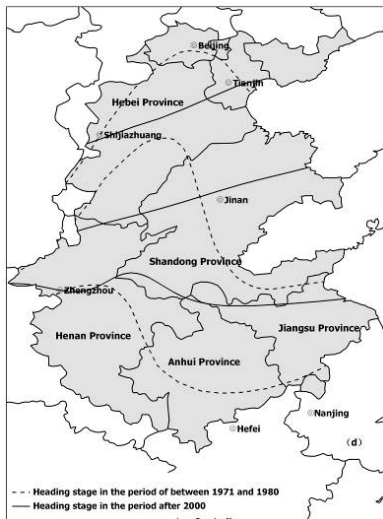 Beijing
Tianjin
Hebei Province
Shijiazhuang
Jinan
Shandong Province
Zhengzhou
Henan Province
Jiangsu Province
Anhui Province
Nanjing
Hefei
(d)
Heading stage in the period of between 1971 and 1980
Heading stage in the period after 2000